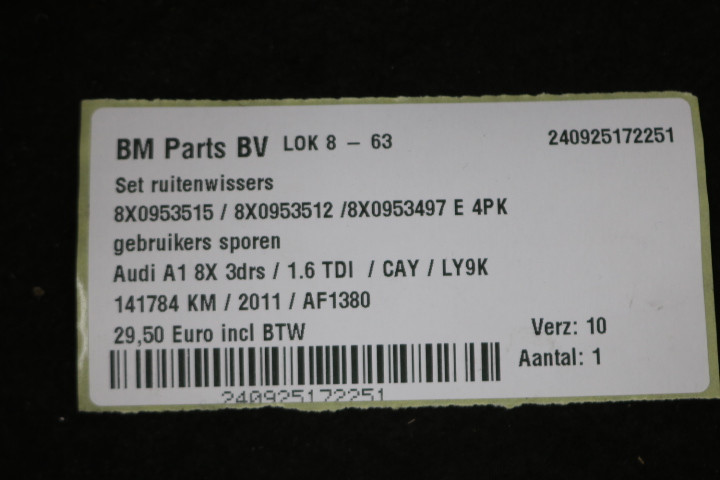 BM Parts BV LOK 8 – 63 240925172251
Set ruitenwissers
8X0953515 / 8X0953512 /8X0953497 E 4PK
gebruikers sporen
Audi A1 8X 3drs / 1.6 TDI / CAY / LY9K
141784 KM / 2011 / AF1380
29,50 Euro incl BTW Verz: 10
Aantal: 1
240925172251